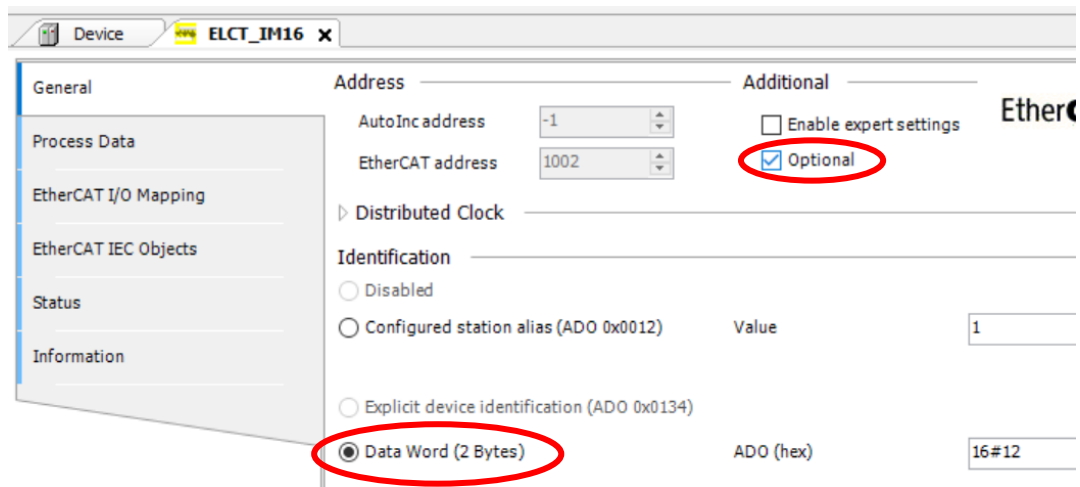 Device
ELCT_IM16
General
Process Data
EtherCAT I/O Mapping
EtherCAT IEC Objects
Status
Information
Address
AutoInc address -1
EtherCAT address 1002
Additional
Enable expert settings
Optional
Distributed Clock
Identification
Disabled
Configured station alias (ADO 0x0012) Value 1
Explicit device identification (ADO 0x0134)
Data Word (2 Bytes) ADO (hex) 16#12